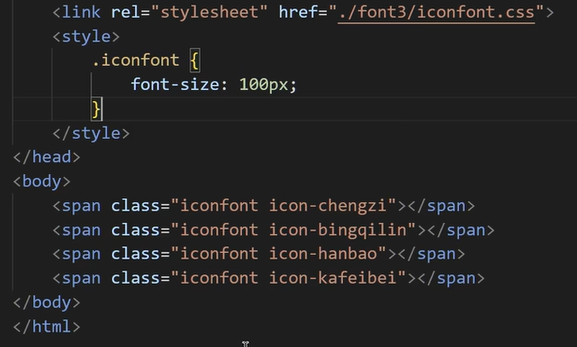 <link rel="stylesheet" href="./font3/iconfont.css">
<style>
.iconfont {
font-size: 100px;
}
</style>
</head>
<body>
<span class="iconfont icon-chengzi"></span>
<span class="iconfont icon-bingqilin"></span>
<span class="iconfont icon-hanbao"></span>
<span class="iconfont icon-kafeibei"></span>
</body>
</html>